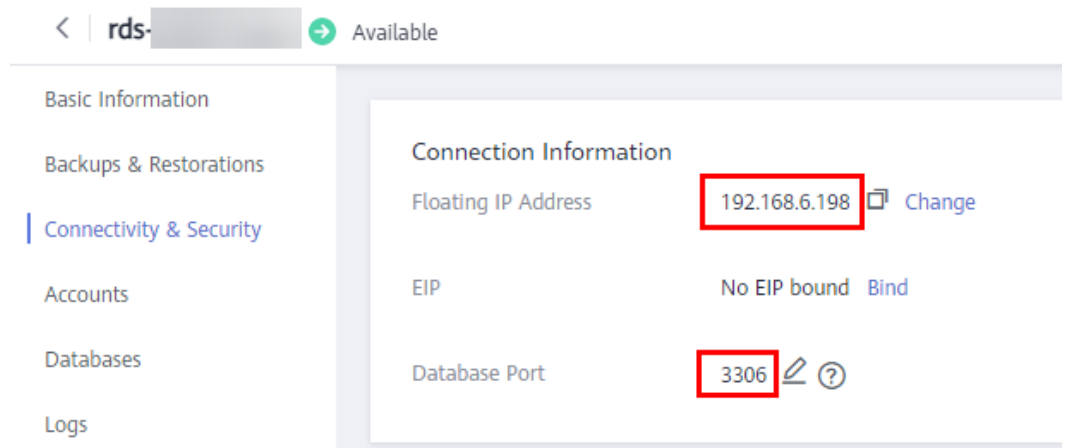 rds- Available
Basic Information
Backups & Restorations
Connectivity & Security
Accounts
Databases
Logs
Connection Information
Floating IP Address 192.168.6.198 Change
EIP No EIP bound Bind
Database Port 3306